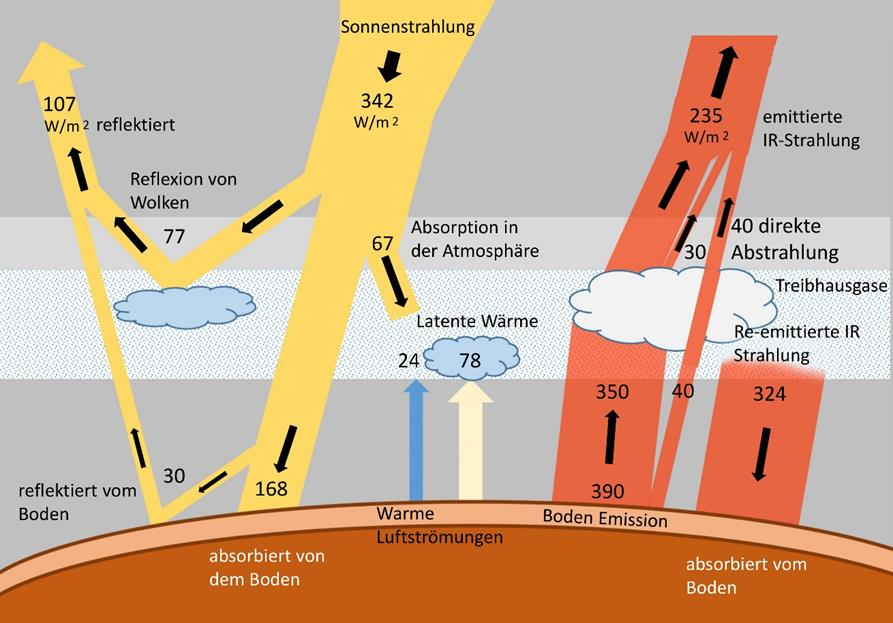 Sonnenstrahlung
342
W/m²
107
W/m² reflektiert
Reflexion von
Wolken
77
67
Absorption in
der Atmosphäre
Latente Wärme
24
78
30
reflektiert vom
Boden
168
absorbiert von
dem Boden
Warme
Luftströmungen
235
W/m²
emittierte
IR-Strahlung
40 direkte
Abstrahlung
30
Treibhausgase
Re-emittierte IR
Strahlung
350
40
324
390
Boden Emission
absorbiert vom
Boden